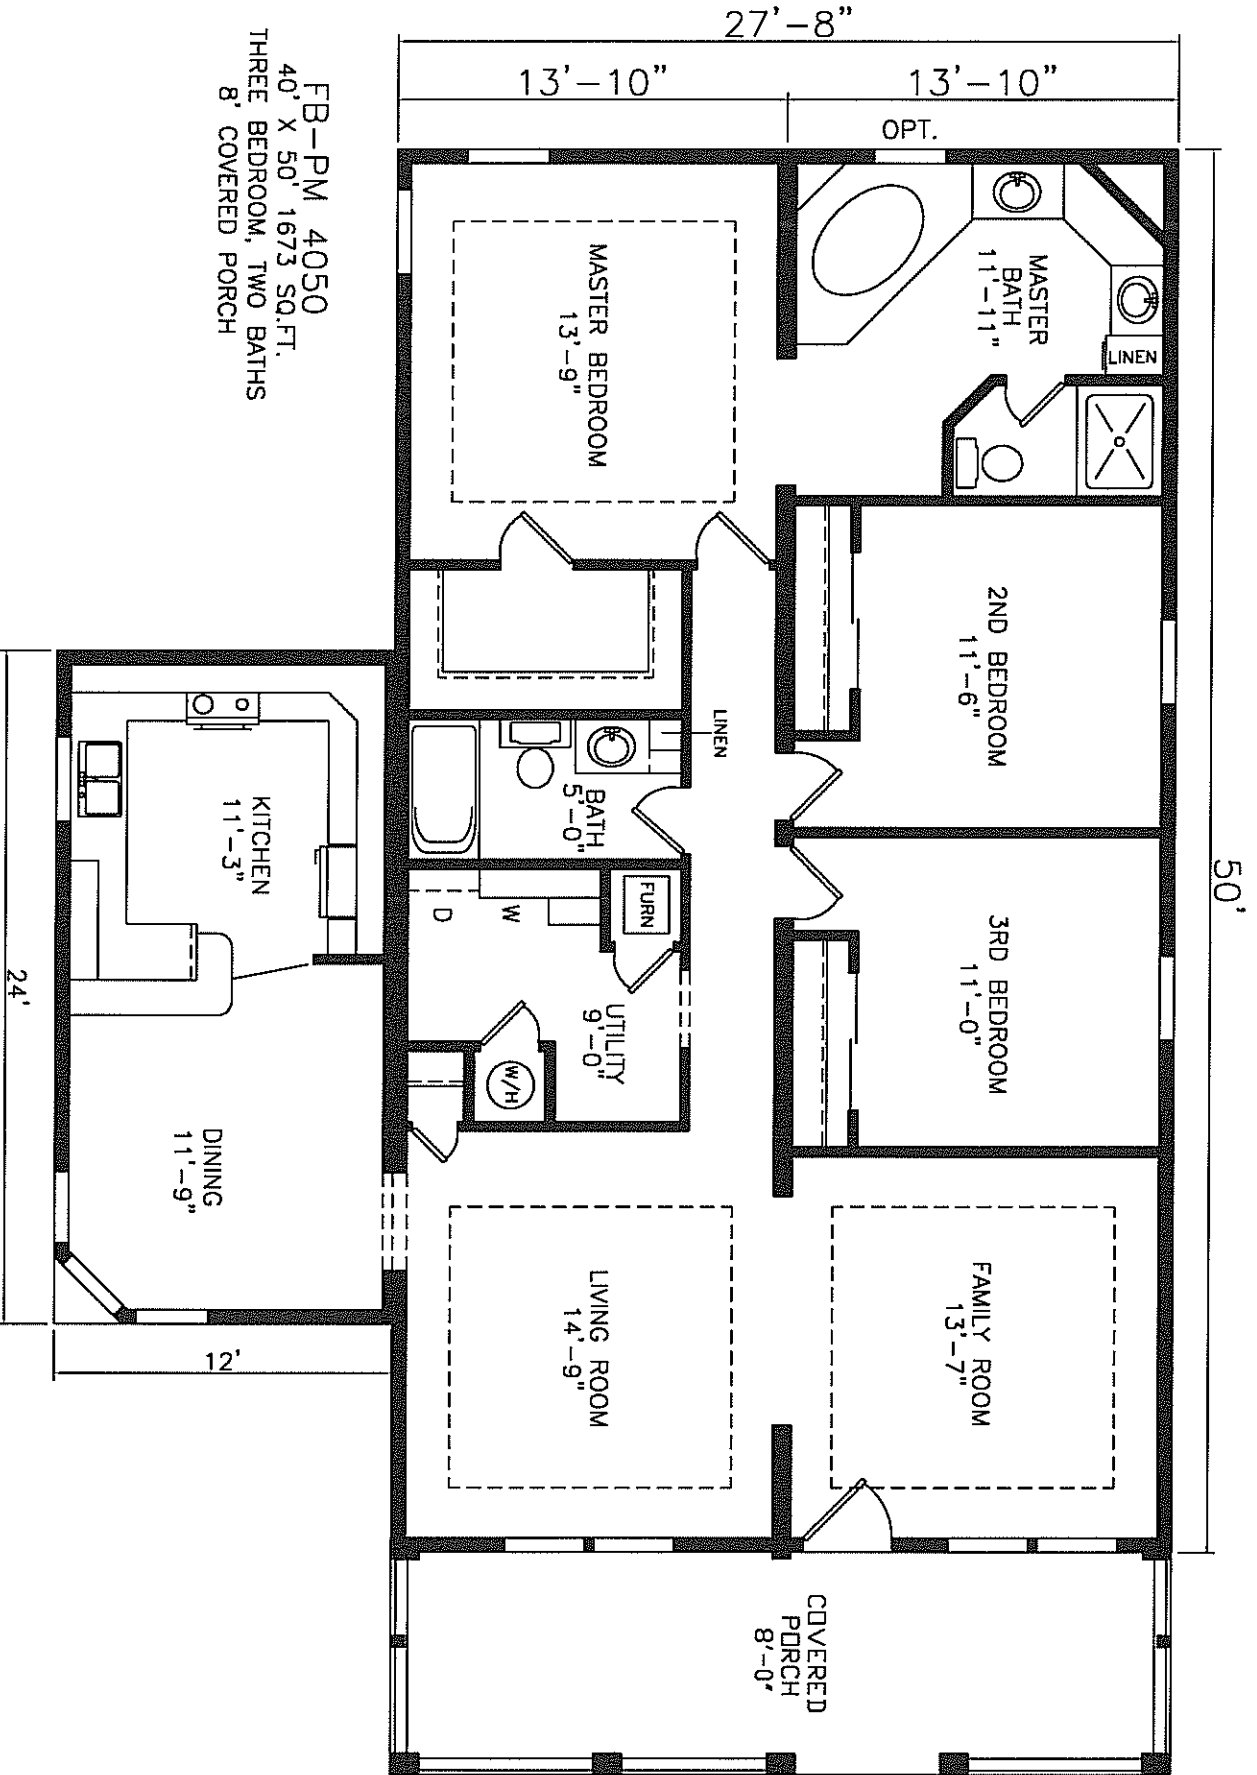 27'-8"
13'-10"
13'-10"
OPT.
50'
MASTER
BATH
11'-11"
LINEN
MASTER BEDROOM
13'-9"
2ND BEDROOM
11'-6"
3RD BEDROOM
11'-0"
FAMILY ROOM
13'-7"
LIVING ROOM
14'-9"
COVERED
PORCH
8'-0"
LINEN
BATH
5'-0"
FURN
W
D
UTILITY
9'-0"
W/H
KITCHEN
11'-3"
DINING
11'-9"
24'
12'
FB-PM 4050
40' X 50' 1673 SQ.FT.
THREE BEDROOM, TWO BATHS
8' COVERED PORCH